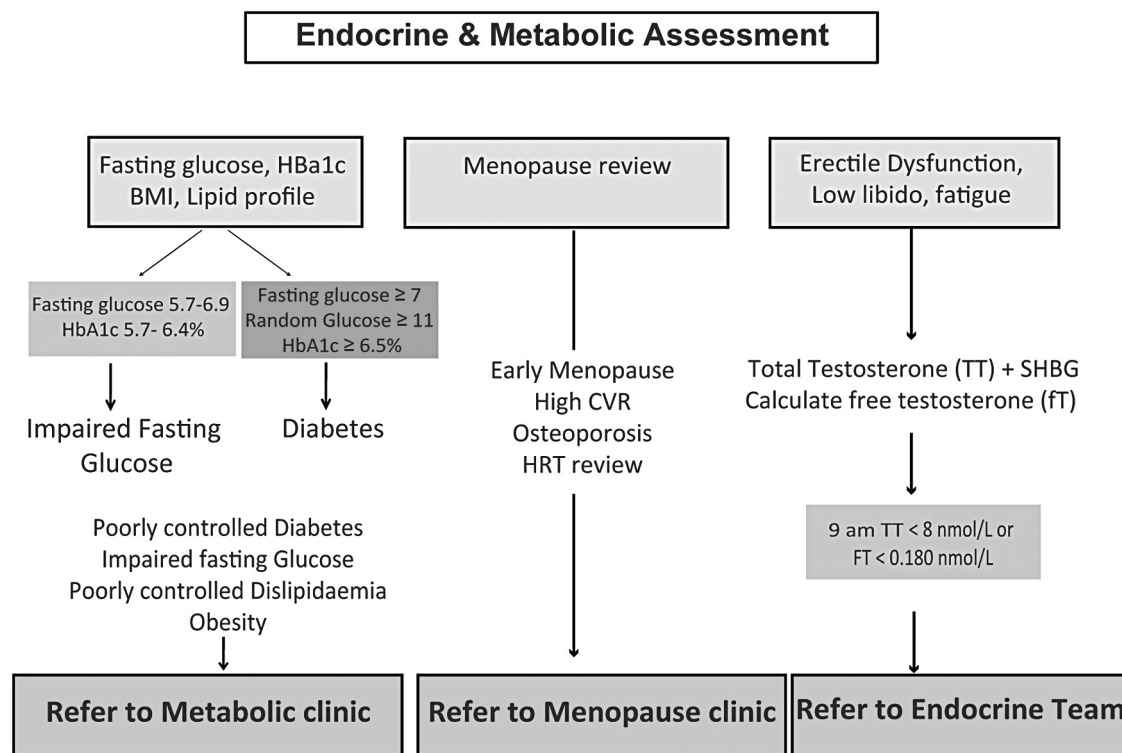 Endocrine & Metabolic Assessment
Fasting glucose, HBa1c
BMI, Lipid profile
Fasting glucose 5.7-6.9
HbA1c 5.7- 6.4%
Fasting glucose ≥ 7
Random Glucose ≥ 11
HbA1c ≥ 6.5%
Impaired Fasting
Glucose
Diabetes
Poorly controlled Diabetes
Impaired fasting Glucose
Poorly controlled Dislipidaemia
Obesity
Refer to Metabolic clinic
Menopause review
Early Menopause
High CVR
Osteoporosis
HRT review
Refer to Menopause clinic
Erectile Dysfunction,
Low libido, fatigue
Total Testosterone (TT) + SHBG
Calculate free testosterone (fT)
9 am TT < 8 nmol/L or
FT < 0.180 nmol/L
Refer to Endocrine Team